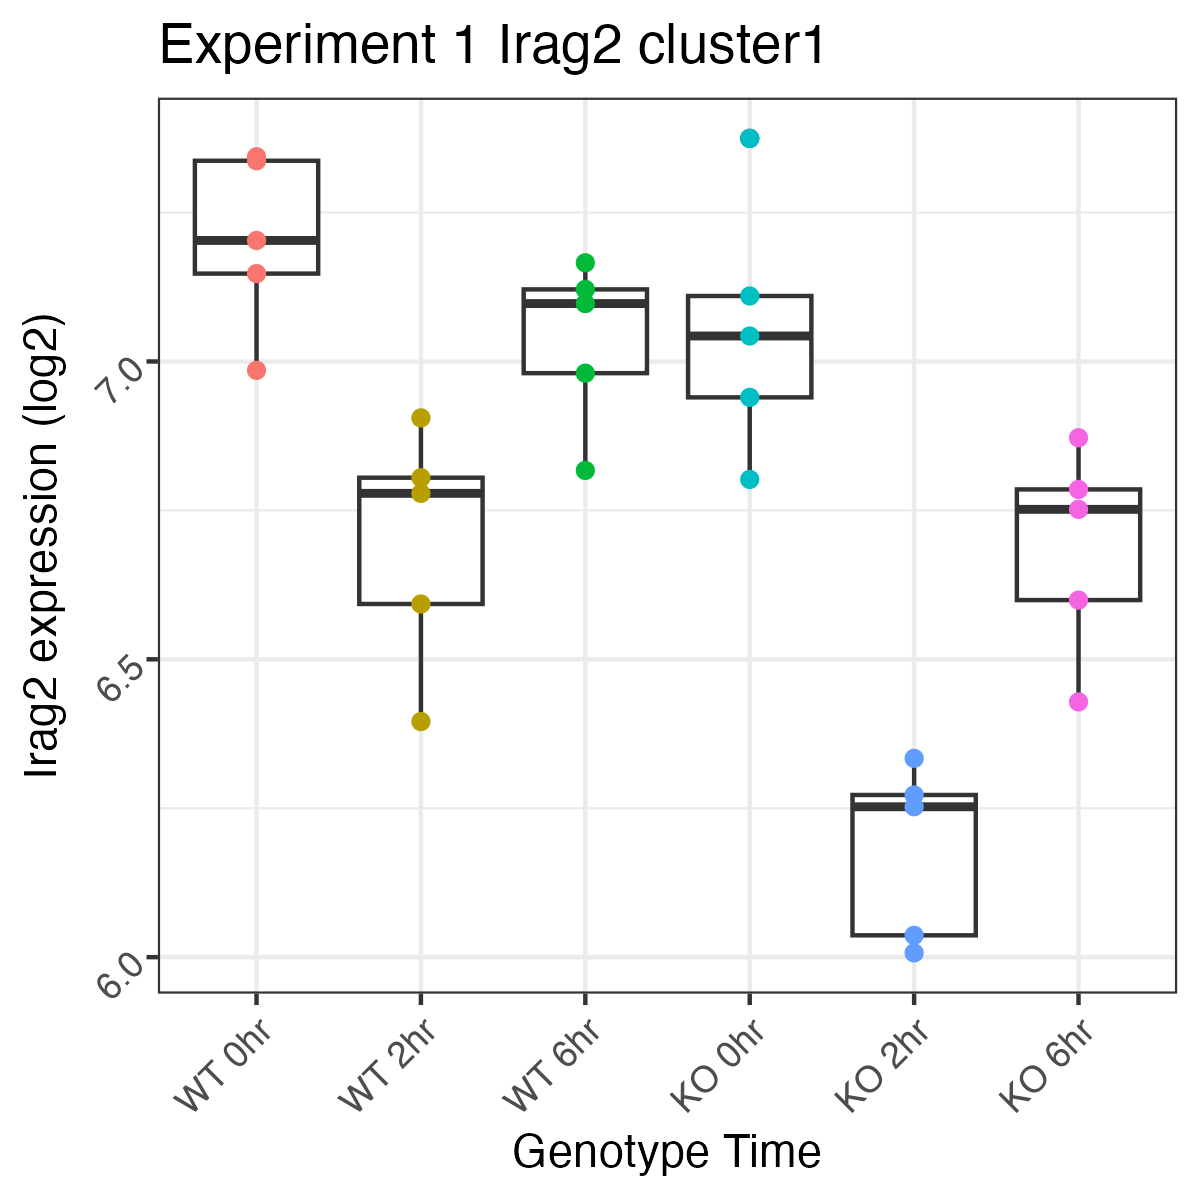 Experiment 1 Irag2 cluster1
Irag2 expression (log2)
7.0
6.5
6.0
WT 0hr
WT 2hr
WT 6hr
KO 0hr
KO 2hr
KO 6hr
Genotype Time